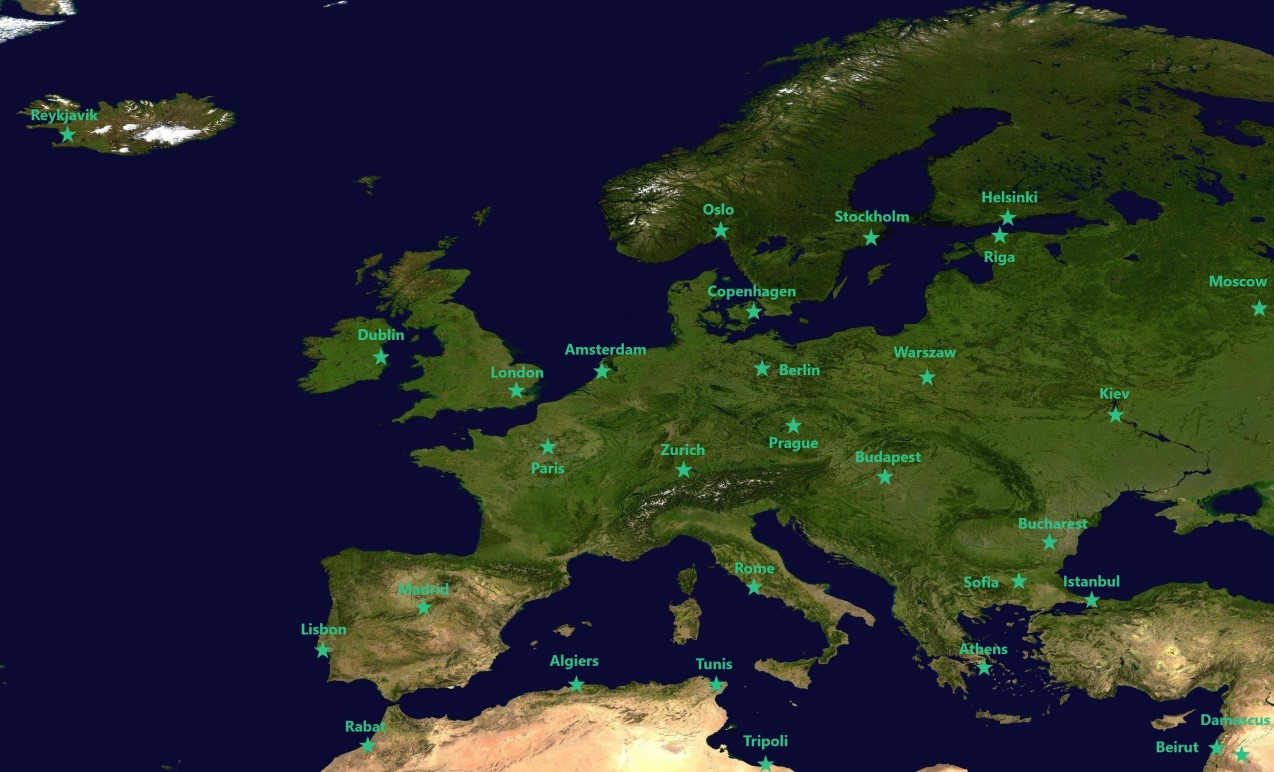 Reykjavik
Oslo
Stockholm
Helsinki
Riga
Moscow
Copenhagen
Dublin
Amsterdam
London
Berlin
Warszaw
Kiev
Paris
Zurich
Prague
Budapest
Bucharest
Rome
Sofia
Istanbul
Madrid
Lisbon
Athens
Algiers
Tunis
Rabat
Tripoli
Damascus
Beirut